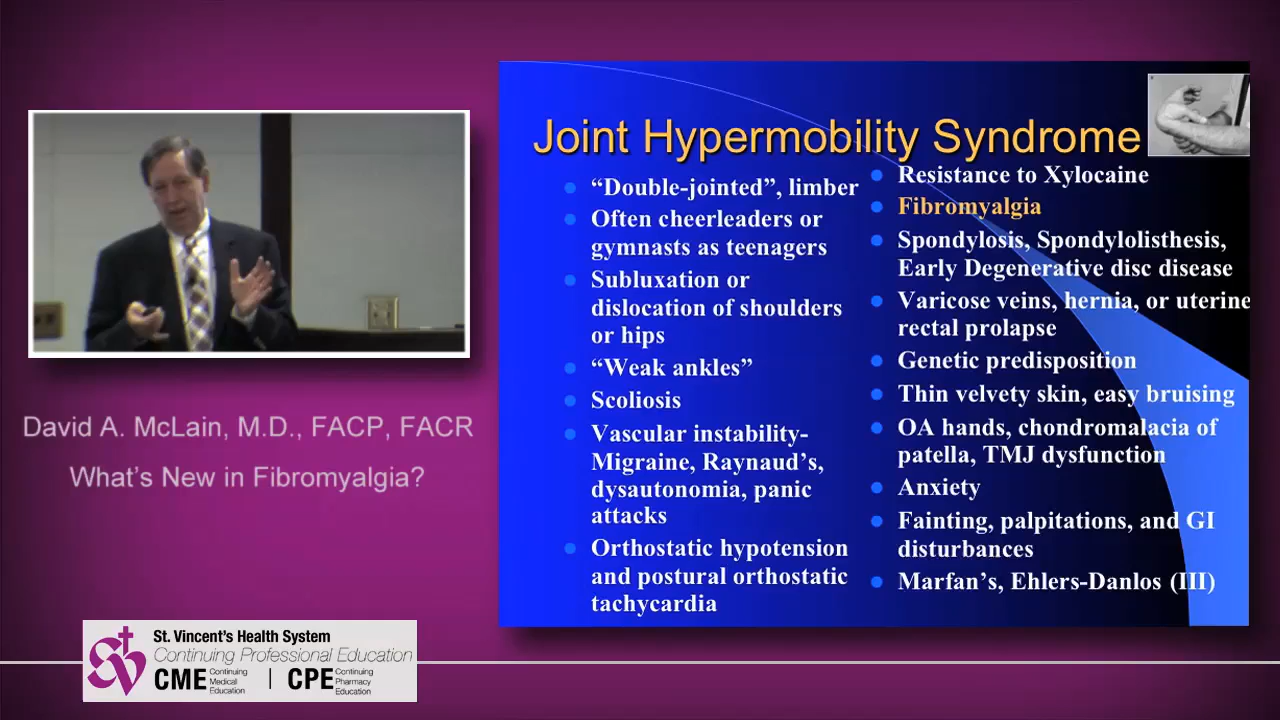 Joint Hypermobility Syndrome
“Double-jointed”, limber
Often cheerleaders or
gymnasts as teenagers
Subluxation or
dislocation of shoulders
or hips
“Weak ankles”
Scoliosis
Vascular instability-
Migraine, Raynaud’s,
dysautonomia, panic
attacks
Orthostatic hypotension
and postural orthostatic
tachycardia
Resistance to Xylocaine
Fibromyalgia
Spondylosis, Spondylolisthesis,
Early Degenerative disc disease
Varicose veins, hernia, or uterine
rectal prolapse
Genetic predisposition
Thin velvety skin, easy bruising
OA hands, chondromalacia of
patella, TMJ dysfunction
Anxiety
Fainting, palpitations, and GI
disturbances
Marfan’s, Ehlers-Danlos (III)
David A. McLain, M.D., FACP, FACR
What’s New in Fibromyalgia?
St. Vincent’s Health System
Continuing Professional Education
CME Continuing Medical Education | CPE Continuing Pharmacy Education